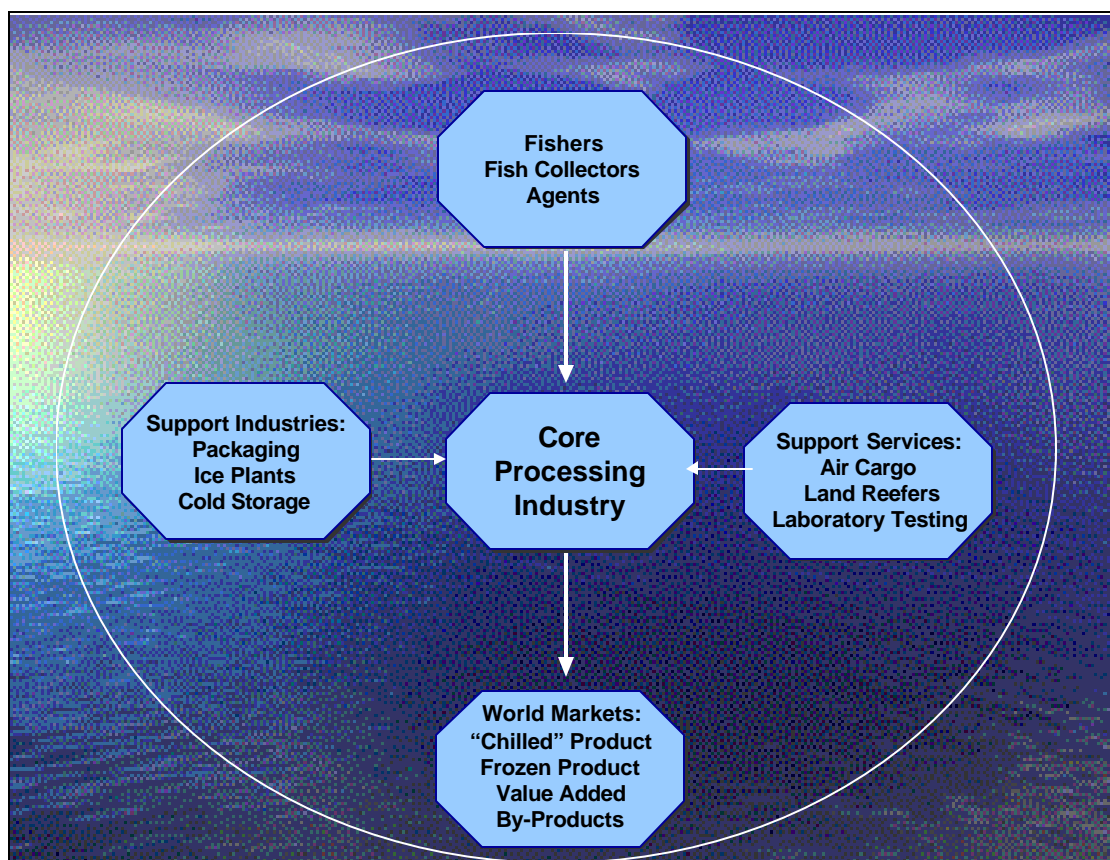 Fishers
Fish Collectors
Agents
Support Industries:
Packaging
Ice Plants
Cold Storage
Core
Processing
Industry
Support Services:
Air Cargo
Land Reefers
Laboratory Testing
World Markets:
“Chilled” Product
Frozen Product
Value Added
By-Products